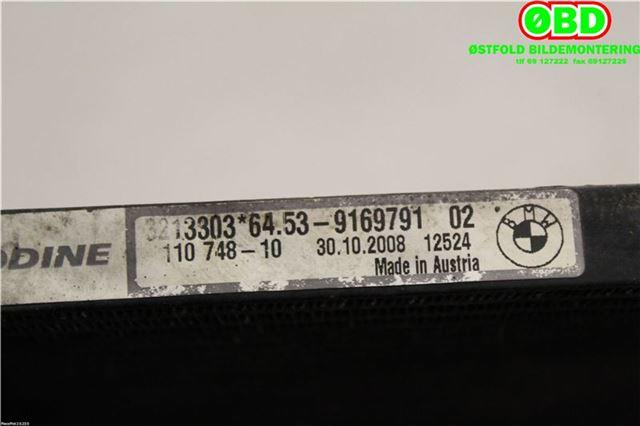 ØBD
ØSTFOLD BILDEMONTERING
tlf 69 127222 fax 69127229
ODINE
3213303*64.53-9169791 02
110 748-10 30.10.2008 12524
Made in Austria
BMW